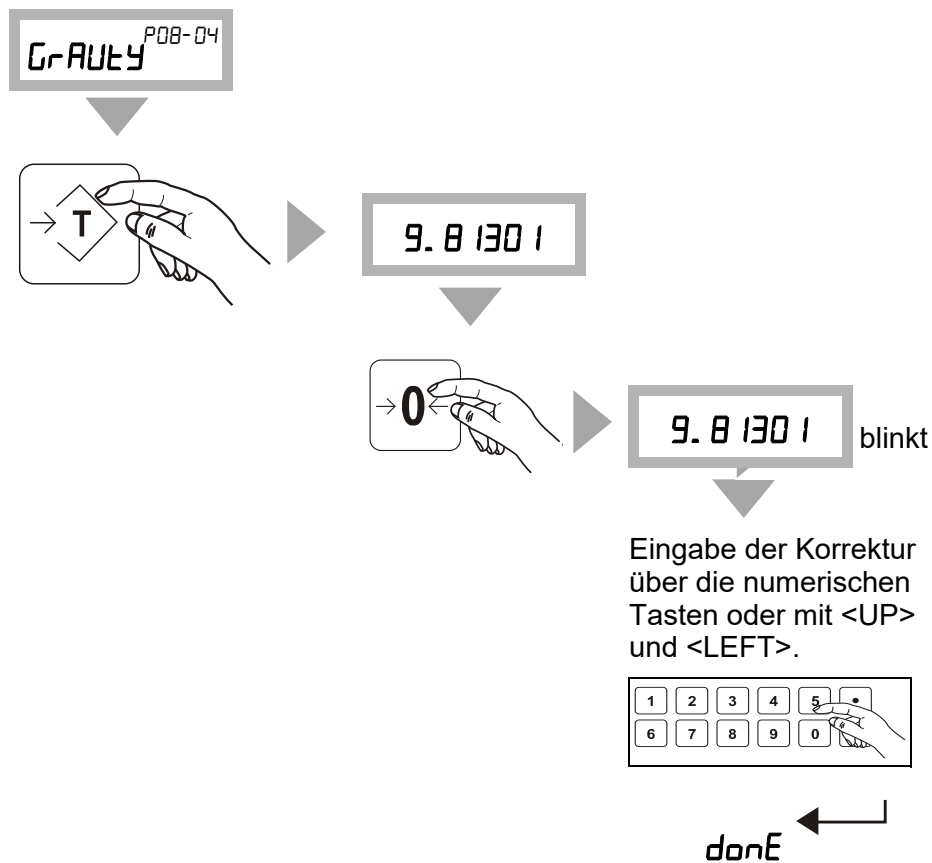 GrAVtY P08-04
→ T
9.81301
→0←
9.81301 blinkt
Eingabe der Korrektur
über die numerischen
Tasten oder mit <UP>
und <LEFT>.
1 2 3 4 5 •
6 7 8 9 0
donE